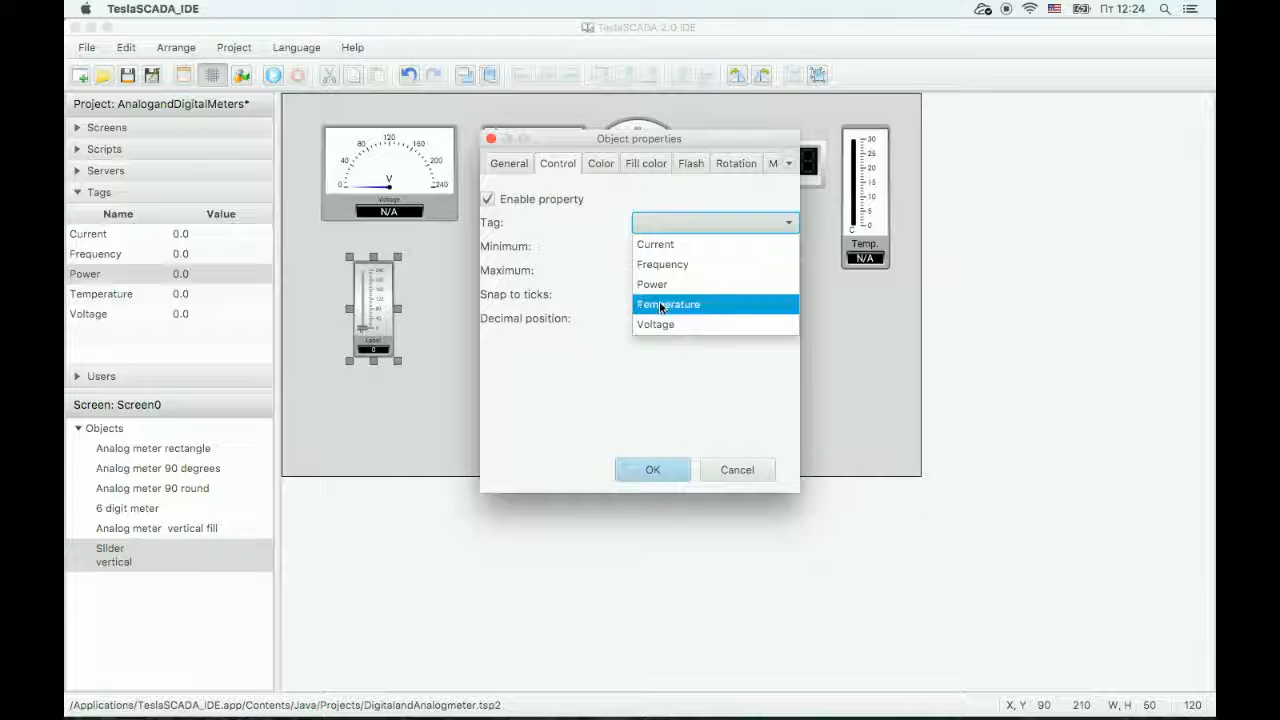 TeslaSCADA_IDE
Пт 12:24
TeslaSCADA 2.0 IDE
File Edit Arrange Project Language Help
Project: AnalogandDigitalMeters*
Screens
Scripts
Servers
Tags
Name Value
Current 0.0
Frequency 0.0
Power 0.0
Temperature 0.0
Voltage 0.0
Users
Screen: Screen0
Objects
Analog meter rectangle
Analog meter 90 degrees
Analog meter 90 round
6 digit meter
Analog meter vertical fill
Slider
vertical
0 40 80 120 160 200 240
V
Voltage
N/A
Label
0
Object properties
General Control Color Fill color Flash Rotation M
Enable property
Tag:
Minimum:
Maximum:
Snap to ticks:
Decimal position:
Current
Frequency
Power
Temperature
Voltage
OK Cancel
30
25
20
15
10
5
0
C
Temp.
N/A
/Applications/TeslaSCADA_IDE.app/Contents/Java/Projects/DigitalandAnalogmeter.tsp2
X, Y 90 210 W, H 50 120